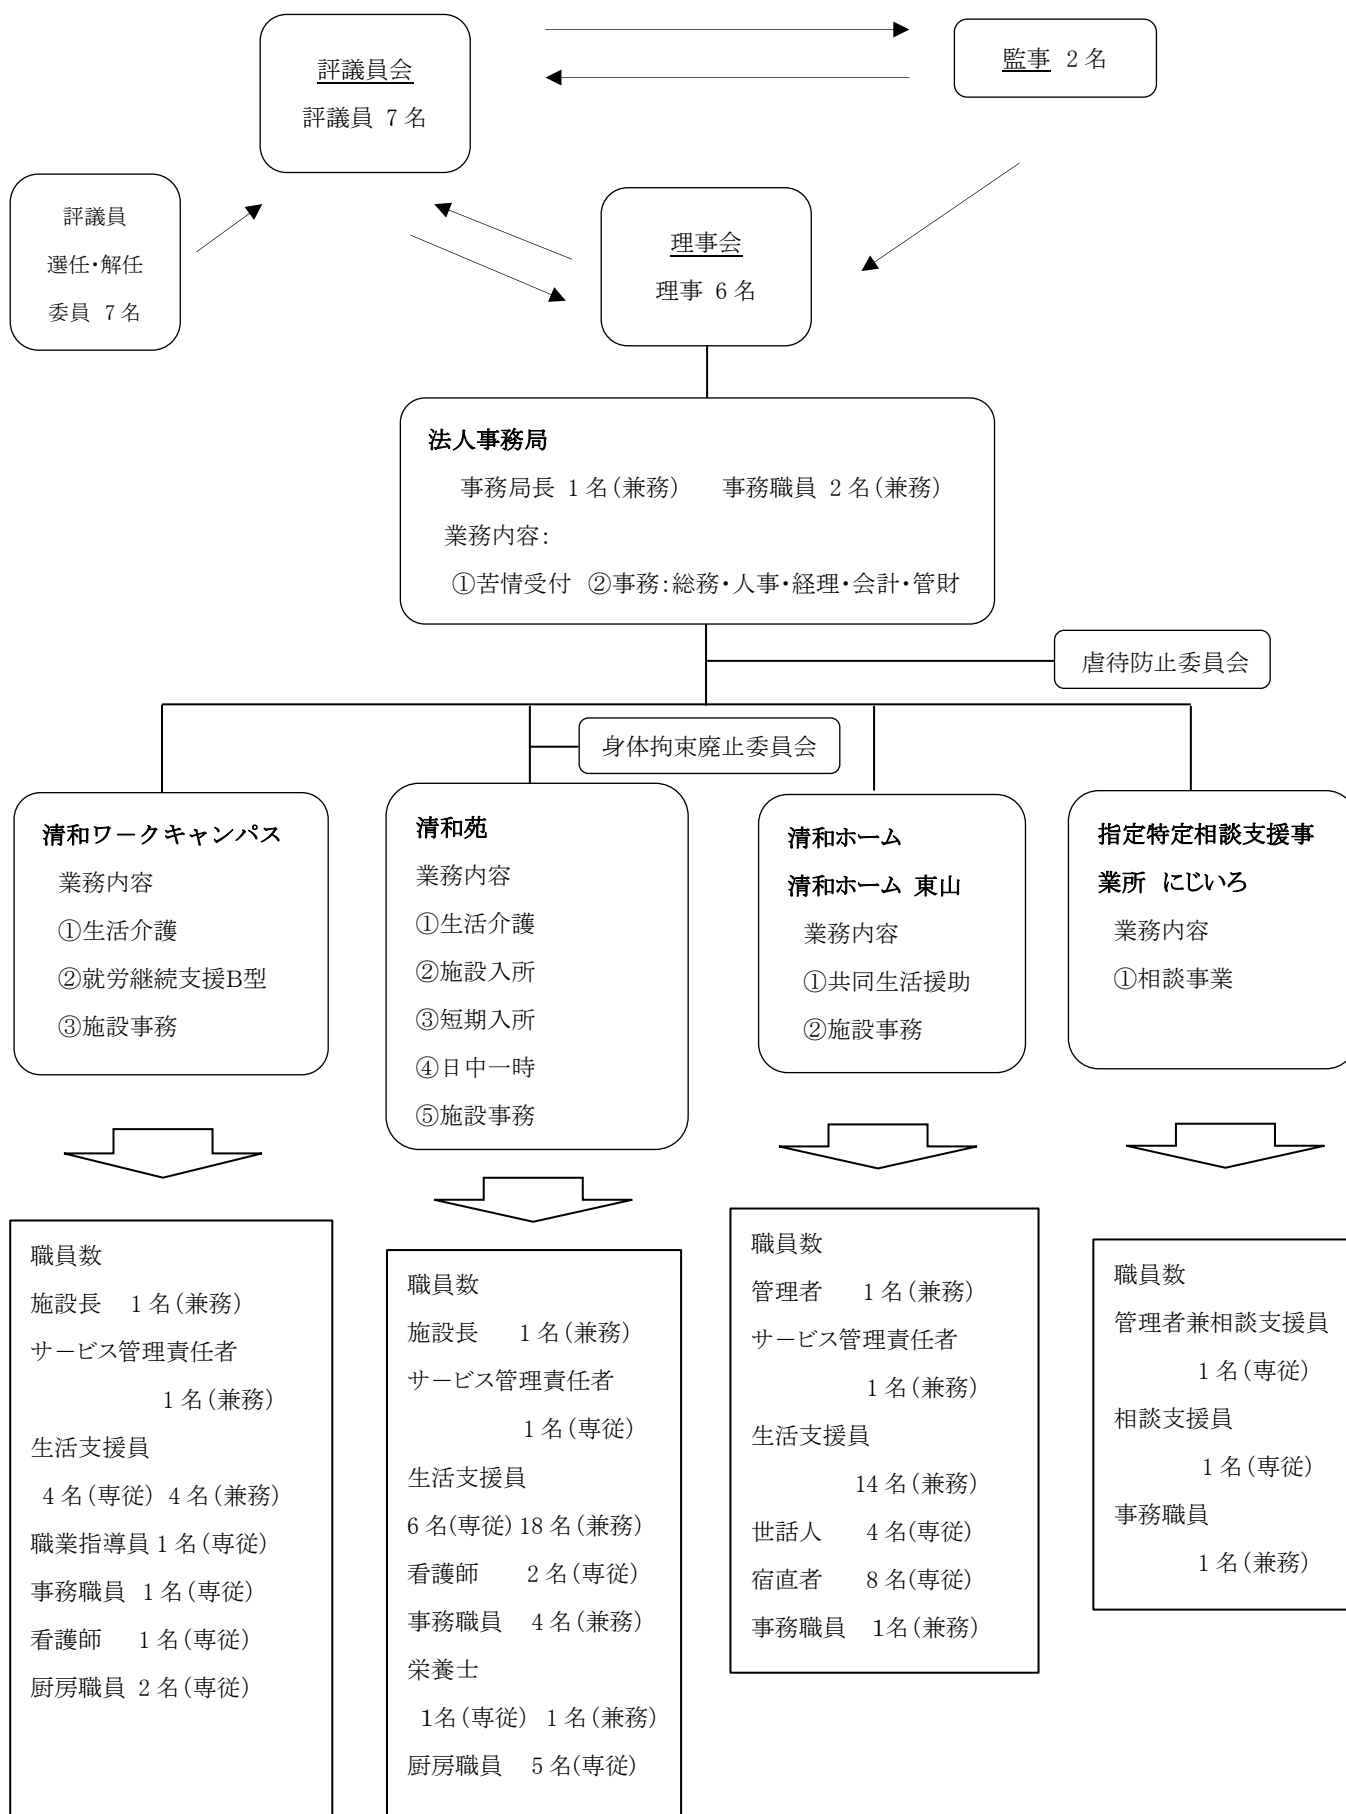 評議員会
評議員 7名
監事 2名
評議員
選任・解任
委員 7名
理事会
理事 6名
法人事務局
事務局長 1名(兼務) 事務職員 2名(兼務)
業務内容:
①苦情受付 ②事務:総務・人事・経理・会計・管財
虐待防止委員会
身体拘束廃止委員会
清和ワークキャンパス
業務内容
①生活介護
②就労継続支援B型
③施設事務
清和苑
業務内容
①生活介護
②施設入所
③短期入所
④日中一時
⑤施設事務
清和ホーム
清和ホーム 東山
業務内容
①共同生活援助
②施設事務
指定特定相談支援事
業所 にじいろ
業務内容
①相談事業
職員数
施設長 1名(兼務)
サービス管理責任者
1名(兼務)
生活支援員
4名(専従) 4名(兼務)
職業指導員 1名(専従)
事務職員 1名(専従)
看護師 1名(専従)
厨房職員 2名(専従)
職員数
施設長 1名(兼務)
サービス管理責任者
1名(専従)
生活支援員
6名(専従) 18名(兼務)
看護師 2名(専従)
事務職員 4名(兼務)
栄養士
1名(専従) 1名(兼務)
厨房職員 5名(専従)
職員数
管理者 1名(兼務)
サービス管理責任者
1名(兼務)
生活支援員
14名(兼務)
世話人 4名(専従)
宿直者 8名(専従)
事務職員 1名(兼務)
職員数
管理者兼相談支援員
1名(専従)
相談支援員
1名(専従)
事務職員
1名(兼務)